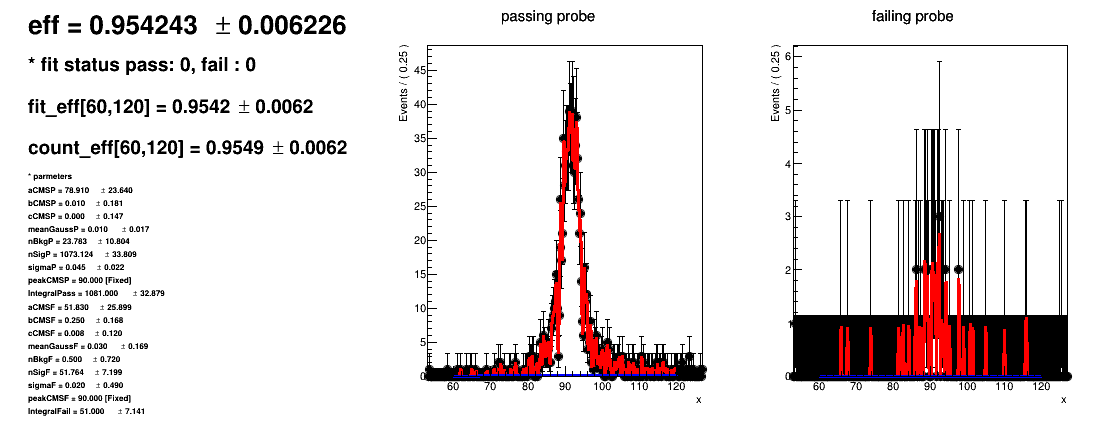 eff = 0.954243 ± 0.006226
* fit status pass: 0, fail : 0
fit_eff[60,120] = 0.9542 ± 0.0062
count_eff[60,120] = 0.9549 ± 0.0062
* parmeters
aCMSP = 78.910 ± 23.640
bCMSP = 0.010 ± 0.181
cCMSP = 0.000 ± 0.147
meanGaussP = 0.010 ± 0.017
nBkgP = 23.783 ± 10.804
nSigP = 1073.124 ± 33.809
sigmaP = 0.045 ± 0.022
peakCMSP = 90.000 [Fixed]
IntegralPass = 1081.000 ± 32.879
aCMSF = 51.830 ± 25.899
bCMSF = 0.250 ± 0.168
cCMSF = 0.008 ± 0.120
meanGaussF = 0.030 ± 0.169
nBkgF = 0.500 ± 0.720
nSigF = 51.764 ± 7.199
sigmaF = 0.020 ± 0.490
peakCMSF = 90.000 [Fixed]
IntegralFail = 51.000 ± 7.141
passing probe
Events / ( 0.25 )
45
40
35
30
25
20
15
10
5
0
60 70 80 90 100 110 120
x
failing probe
Events / ( 0.25 )
6
5
4
3
2
0
60 70 80 90 100 110 120
x